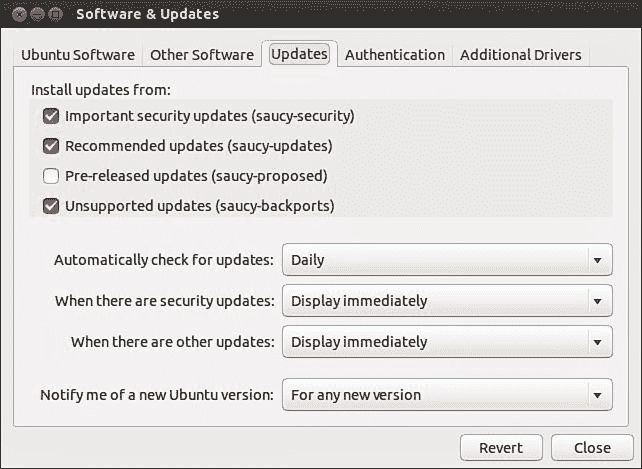 Software & Updates
Ubuntu Software Other Software Updates Authentication Additional Drivers
Install updates from:
Important security updates (saucy-security)
Recommended updates (saucy-updates)
Pre-released updates (saucy-proposed)
Unsupported updates (saucy-backports)
Automatically check for updates: Daily
When there are security updates: Display immediately
When there are other updates: Display immediately
Notify me of a new Ubuntu version: For any new version
Revert Close